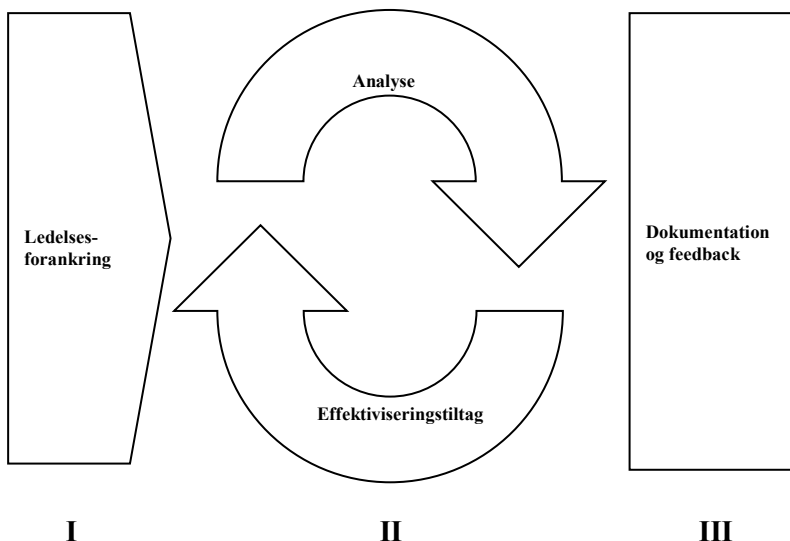 Analyse
Ledelses-
forankring
Dokumentation
og feedback
Effektiviseringstiltag
I
II
III